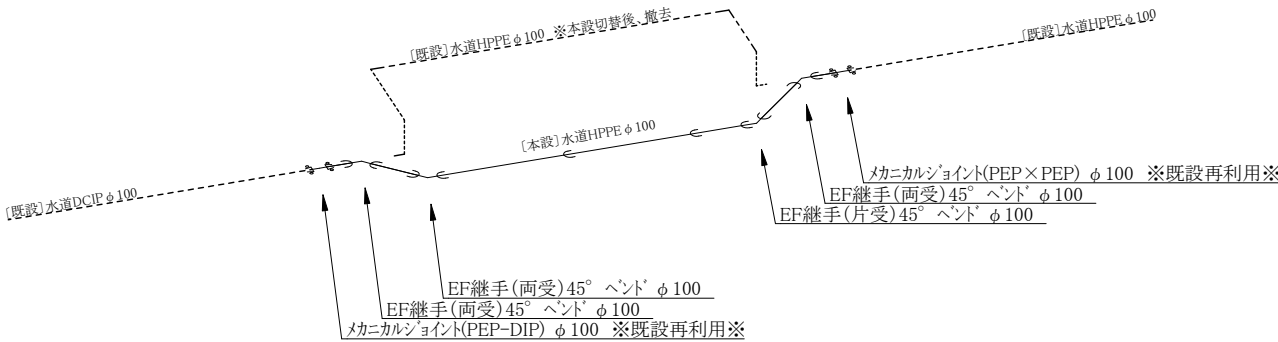 [既設]水道HPPEφ100 ※本設切替後、撤去
[既設]水道HPPEφ100
[本設]水道HPPEφ100
[既設]水道DCIPφ100
メカニカルジョイント(PEP×PEP) φ100 ※既設再利用※
EF継手(両受)45° ベンド φ100
EF継手(片受)45° ベンド φ100
EF継手(両受)45° ベンド φ100
EF継手(両受)45° ベンド φ100
メカニカルジョイント(PEP-DIP) φ100 ※既設再利用※